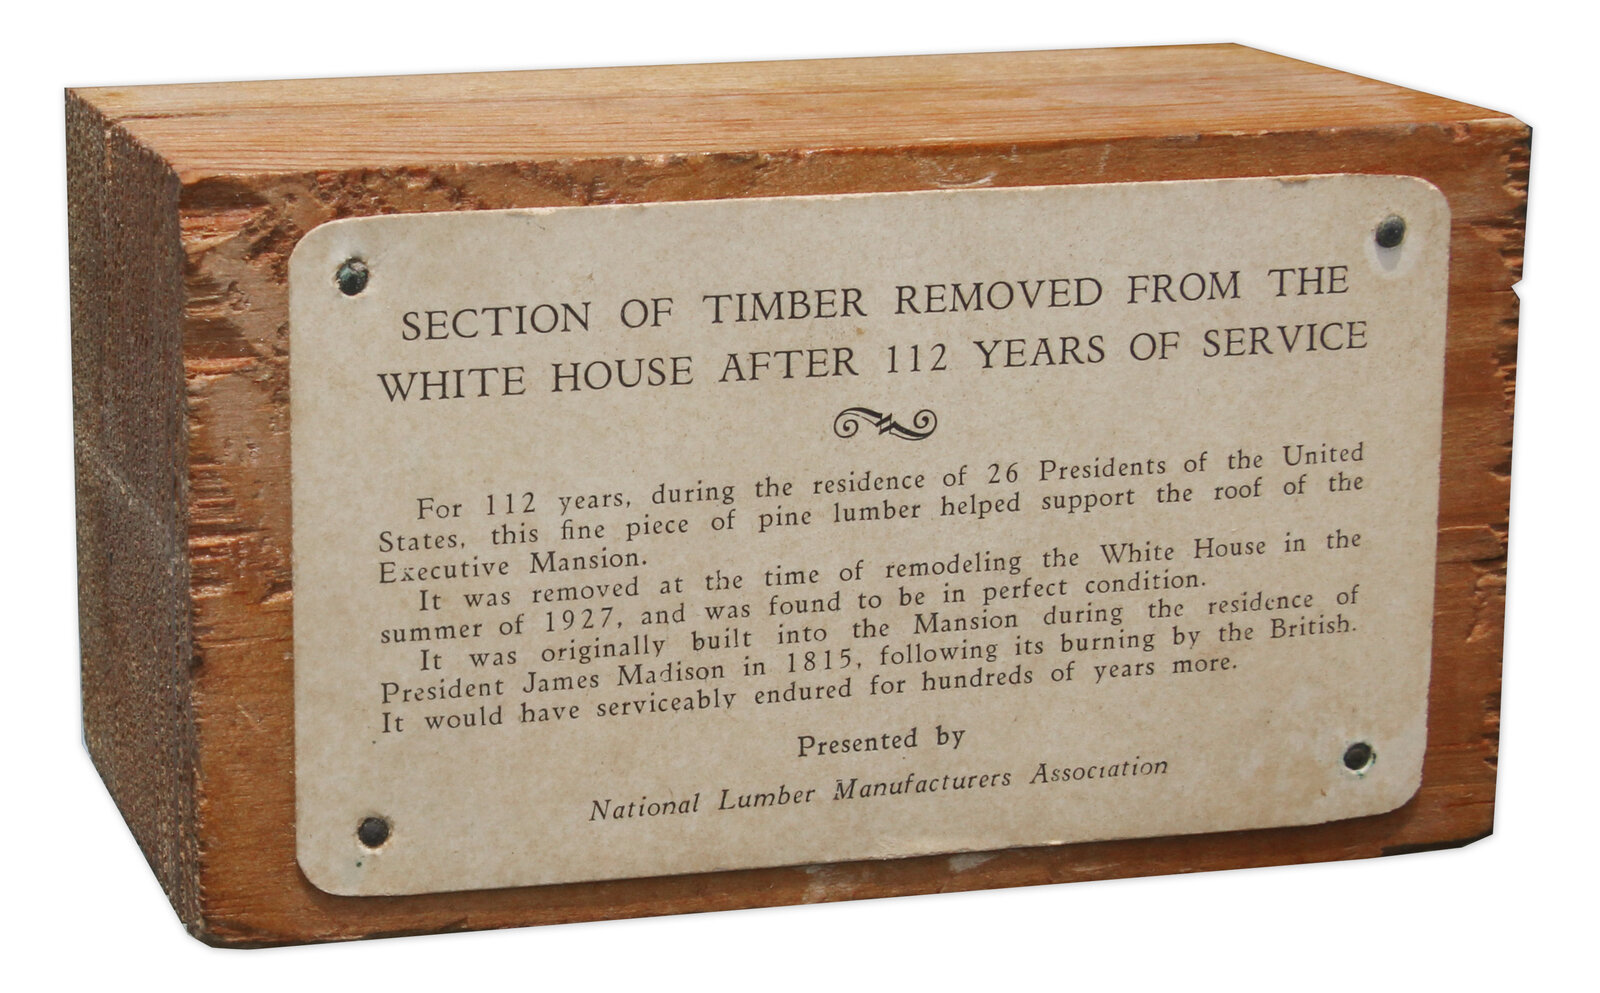 SECTION OF TIMBER REMOVED FROM THE
WHITE HOUSE AFTER 112 YEARS OF SERVICE
For 112 years, during the residence of 26 Presidents of the United
States, this fine piece of pine lumber helped support the roof of the
Executive Mansion.
It was removed at the time of remodeling the White House in the
summer of 1927, and was found to be in perfect condition.
It was originally built into the Mansion during the residence of
President James Madison in 1815, following its burning by the British.
It would have serviceably endured for hundreds of years more.
Presented by
National Lumber Manufacturers Association